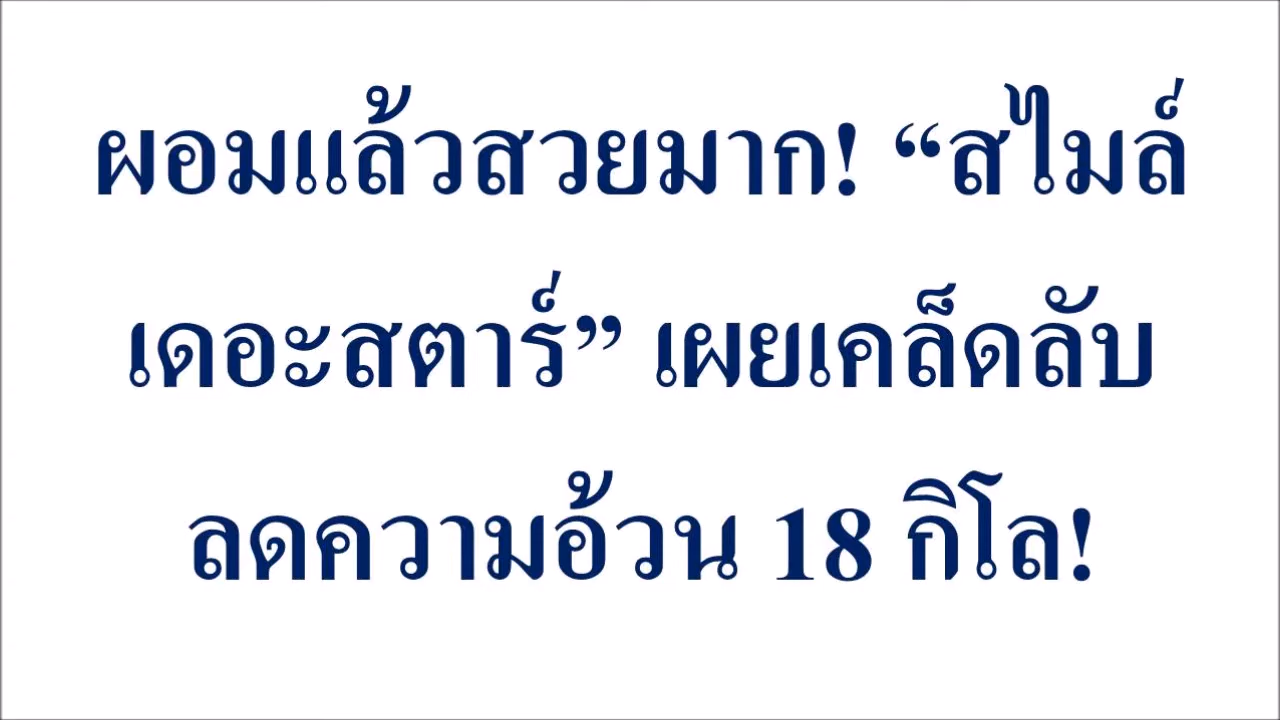 ผอมแล้วสวยมาก! “สไมล์
เดอะสตาร์” เผยเคล็ดลับ
ลดความอ้วน 18 กิโล!